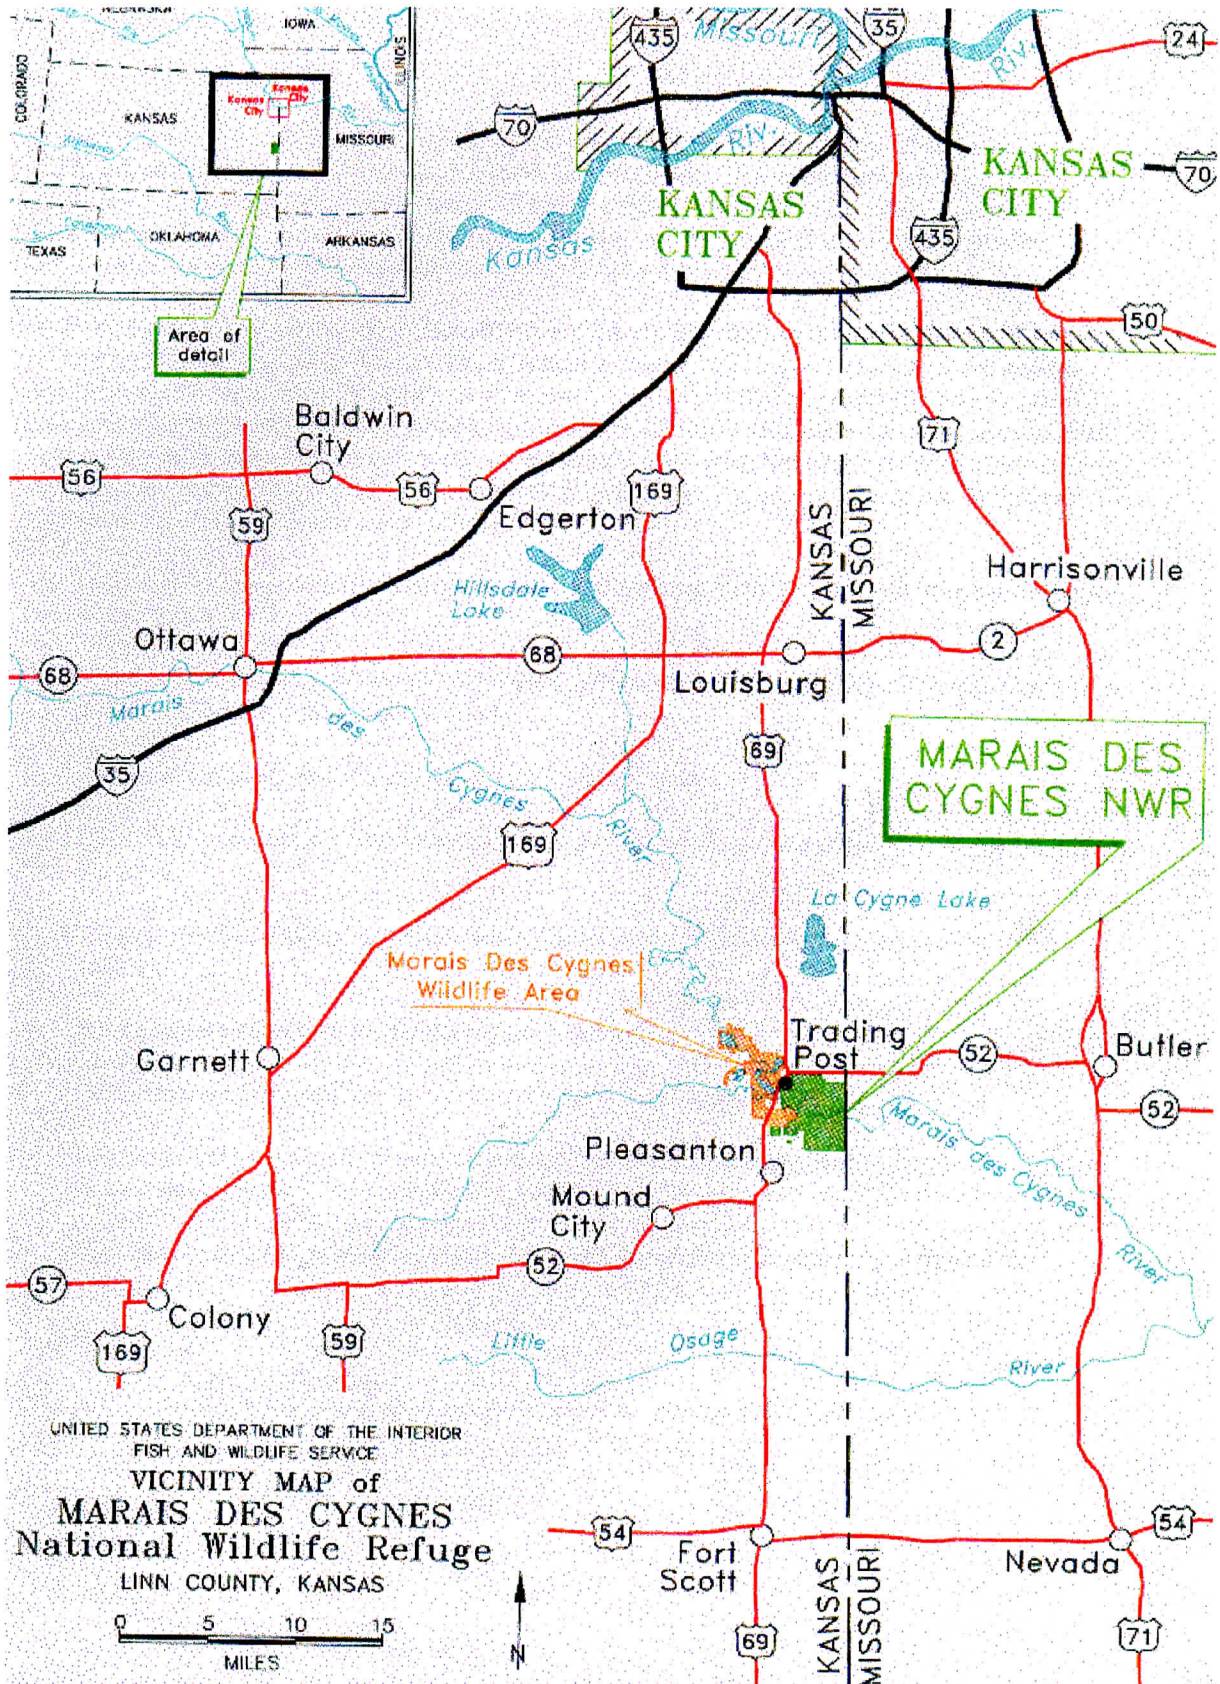 NEBRASKA
IOWA
ILLINOIS
COLORADO
KANSAS
Kansas
City
Kansas
City
MISSOURI
OKLAHOMA
TEXAS
ARKANSAS
Area of
detail
435
Missouri
35
Riv.
24
70
Riv.
KANSAS
CITY
70
KANSAS
CITY
Kansas
435
50
Baldwin
City
71
56
56
169
59
Edgerton
KANSAS
MISSOURI
Hillsdale
Lake
Harrisonville
Ottawa
68
68
2
Louisburg
Marais
des
69
35
Cygnes
River
169
MARAIS DES
CYGNES NWR
La Cygne Lake
Marais Des Cygnes
Wildlife Area
Trading
Post
Garnett
52
Butler
52
Marais des Cygnes
River
Pleasanton
Mound
City
52
57
Colony
169
59
Little
Osage
River
UNITED STATES DEPARTMENT OF THE INTERIOR
FISH AND WILDLIFE SERVICE
VICINITY MAP of
MARAIS DES CYGNES
National Wildlife Refuge
LINN COUNTY, KANSAS
0 5 10 15
MILES
N
54
54
Fort
Scott
Nevada
KANSAS
MISSOURI
69
71